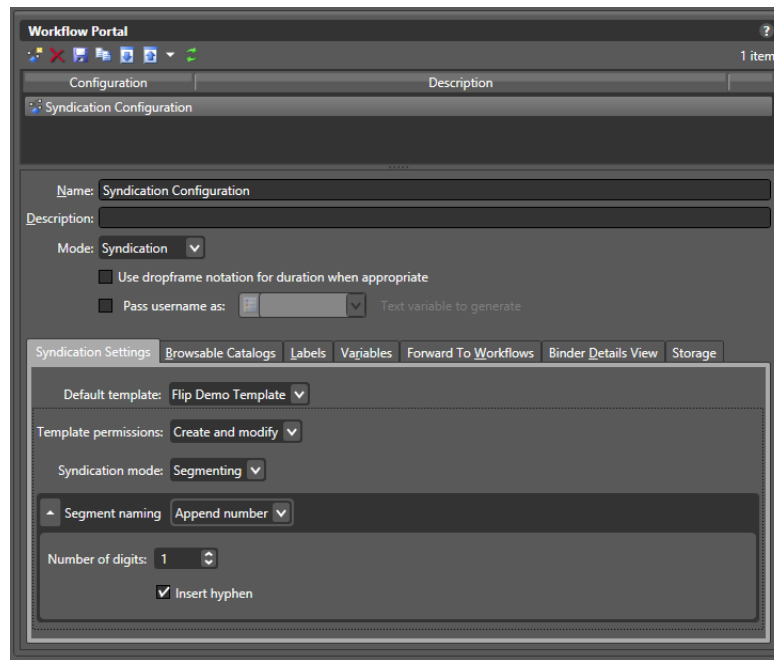 Workflow Portal ?
1 item
Configuration Description
Syndication Configuration
Name: Syndication Configuration
Description:
Mode: Syndication
Use dropframe notation for duration when appropriate
Pass username as: Text variable to generate
Syndication Settings Browsable Catalogs Labels Variables Forward To Workflows Binder Details View Storage
Default template: Flip Demo Template
Template permissions: Create and modify
Syndication mode: Segmenting
Segment naming Append number
Number of digits: 1
Insert hyphen